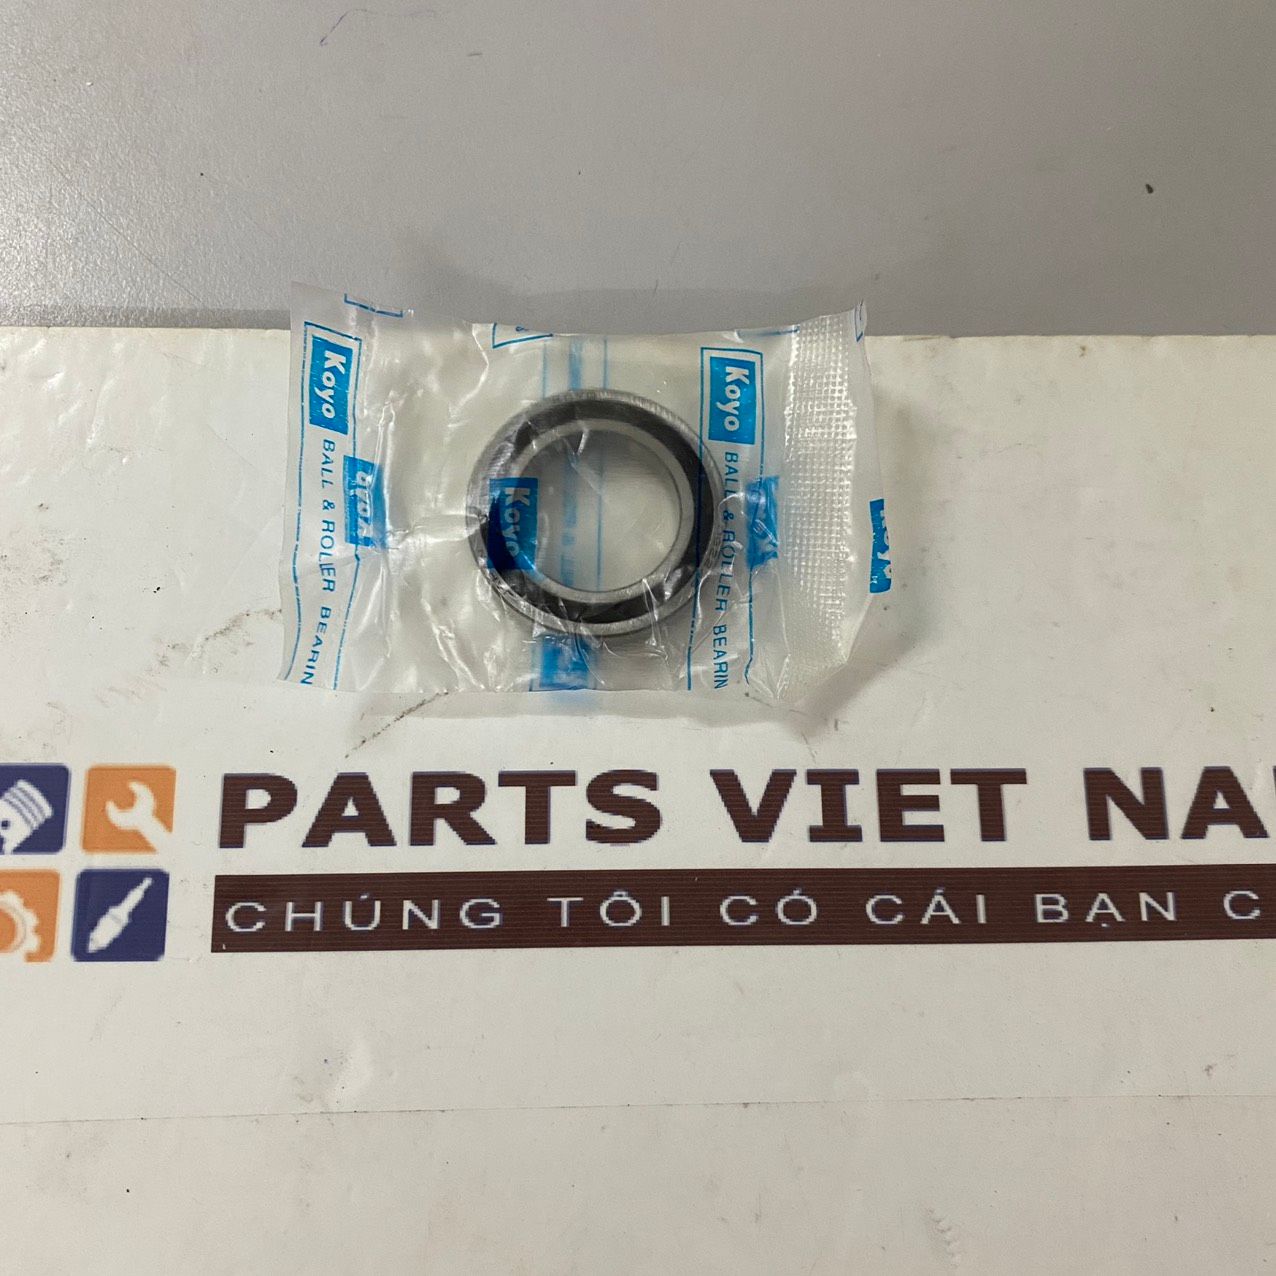 Koyo
BALL & ROLLER BEARIN
Koyo
Koyo
BALL & ROLLER BEARIN
PARTS VIET NA
CHÚNG TÔI CÓ CÁI BẠN C